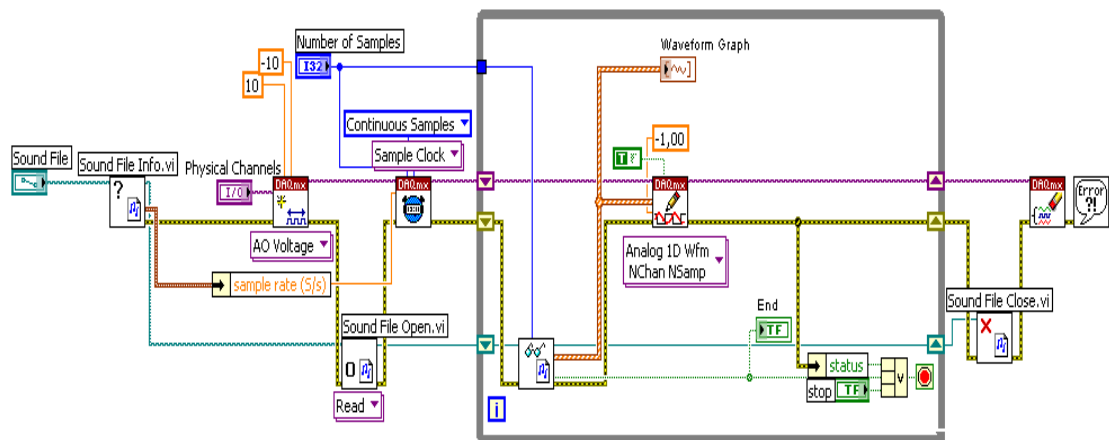 Number of Samples
I32
-10
10
Continuous Samples
Sample Clock
Sound File
Sound File Info.vi
?
Physical Channels
I/O
DAQmx
DAQmx
AO Voltage
sample rate (S/s)
Sound File Open.vi
Read
Waveform Graph
-1,00
T F
DAQmx
Analog 1D Wfm
NChan NSamp
End
TF
status
stop
TF
v
i
DAQmx
Error
?!
Sound File Close.vi